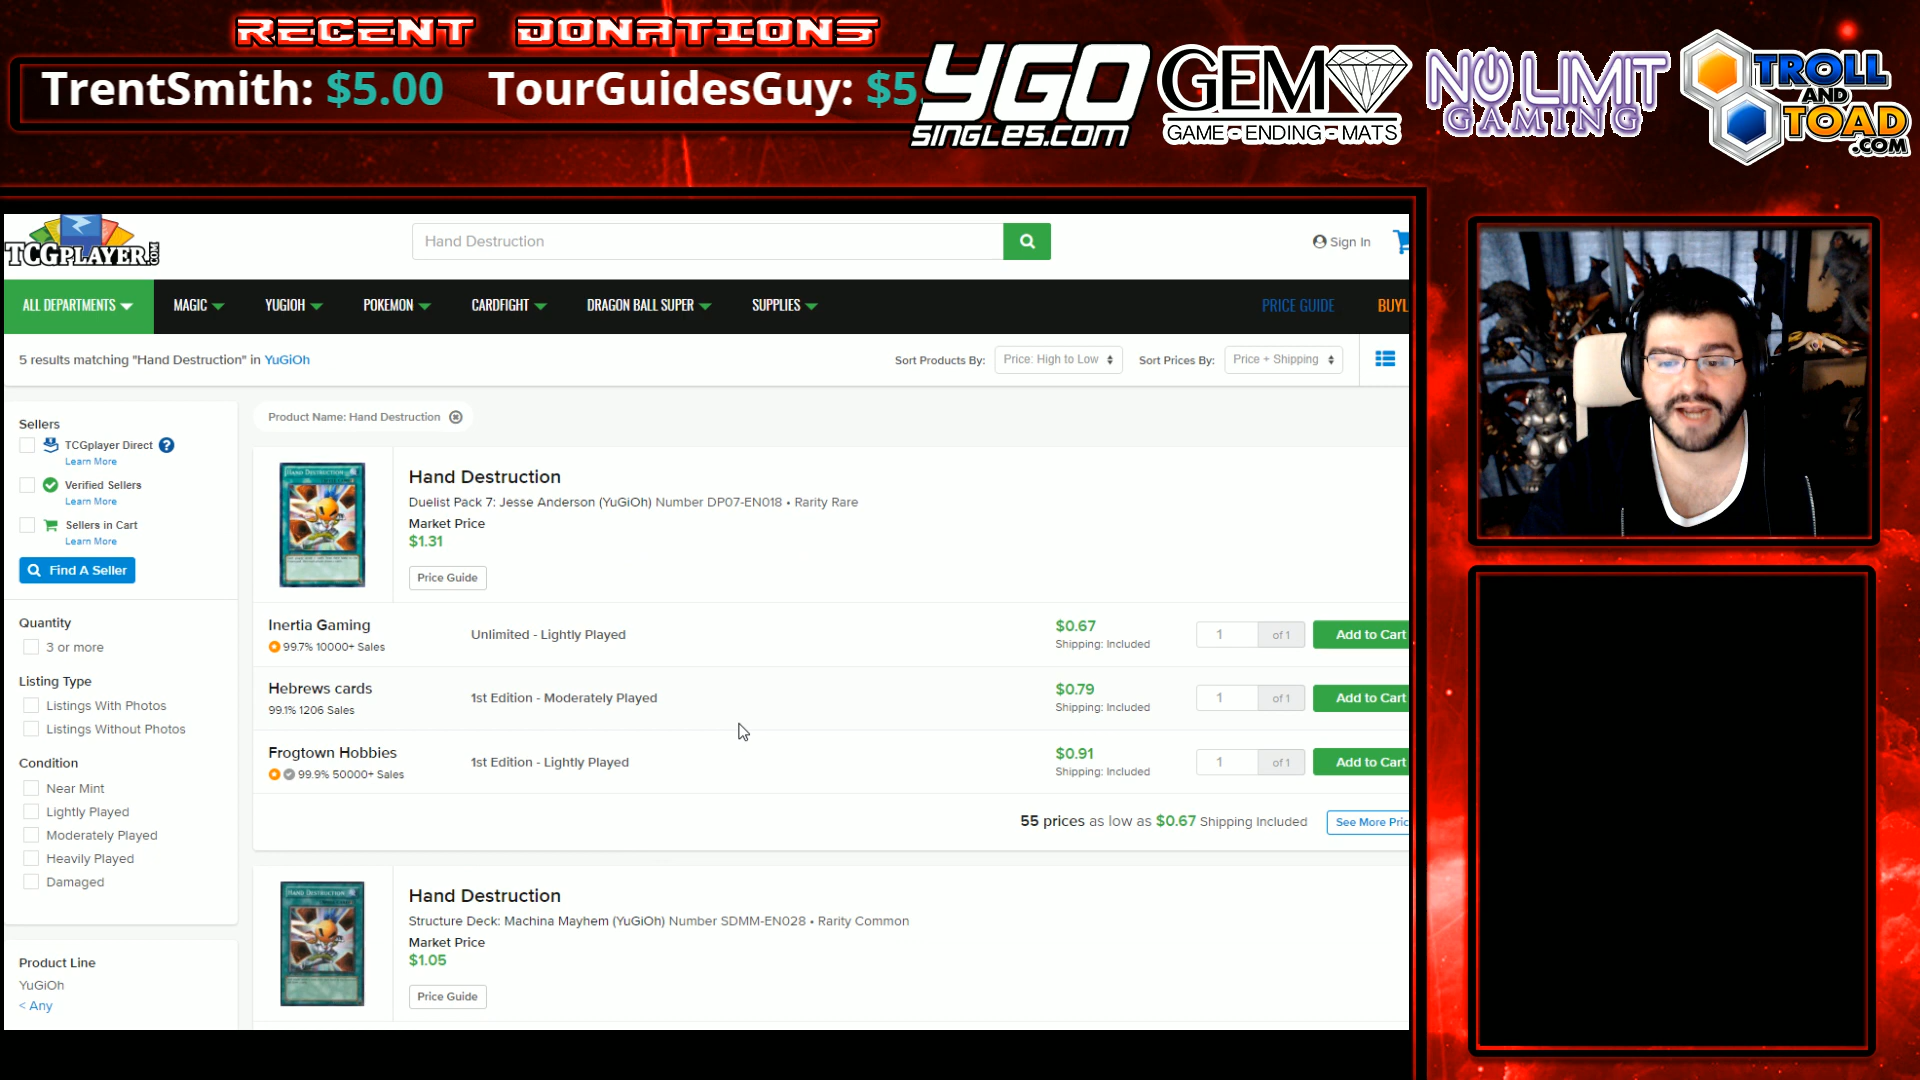 RECENT DONATIONS
TrentSmith: $5.00 TourGuidesGuy: $5.
YGO
SINGLES.COM
GEM
GAME-ENDING-MATS
NO LIMIT
GAMING
TROLL
AND
TOAD
.COM
TCGPLAYER.COM
Hand Destruction
Sign In
ALL DEPARTMENTS
MAGIC
YUGIOH
POKEMON
CARDFIGHT
DRAGON BALL SUPER
SUPPLIES
PRICE GUIDE
BUYL
5 results matching "Hand Destruction" in YuGiOh
Sort Products By: Price: High to Low
Sort Prices By: Price + Shipping
Sellers
TCGplayer Direct ?
Learn More
Verified Sellers
Learn More
Sellers in Cart
Learn More
Find A Seller
Quantity
3 or more
Listing Type
Listings With Photos
Listings Without Photos
Condition
Near Mint
Lightly Played
Moderately Played
Heavily Played
Damaged
Product Line
YuGiOh
< Any
Product Name: Hand Destruction
HAND DESTRUCTION
Hand Destruction
Duelist Pack 7: Jesse Anderson (YuGiOh) Number DP07-EN018 • Rarity Rare
Market Price
$1.31
Price Guide
Inertia Gaming
99.7% 10000+ Sales
Unlimited - Lightly Played
$0.67
Shipping: Included
1 of 1
Add to Cart
Hebrews cards
99.1% 1206 Sales
1st Edition - Moderately Played
$0.79
Shipping: Included
1 of 1
Add to Cart
Frogtown Hobbies
99.9% 50000+ Sales
1st Edition - Lightly Played
$0.91
Shipping: Included
1 of 1
Add to Cart
55 prices as low as $0.67 Shipping Included
See More Pric
HAND DESTRUCTION
Hand Destruction
Structure Deck: Machina Mayhem (YuGiOh) Number SDMM-EN028 • Rarity Common
Market Price
$1.05
Price Guide